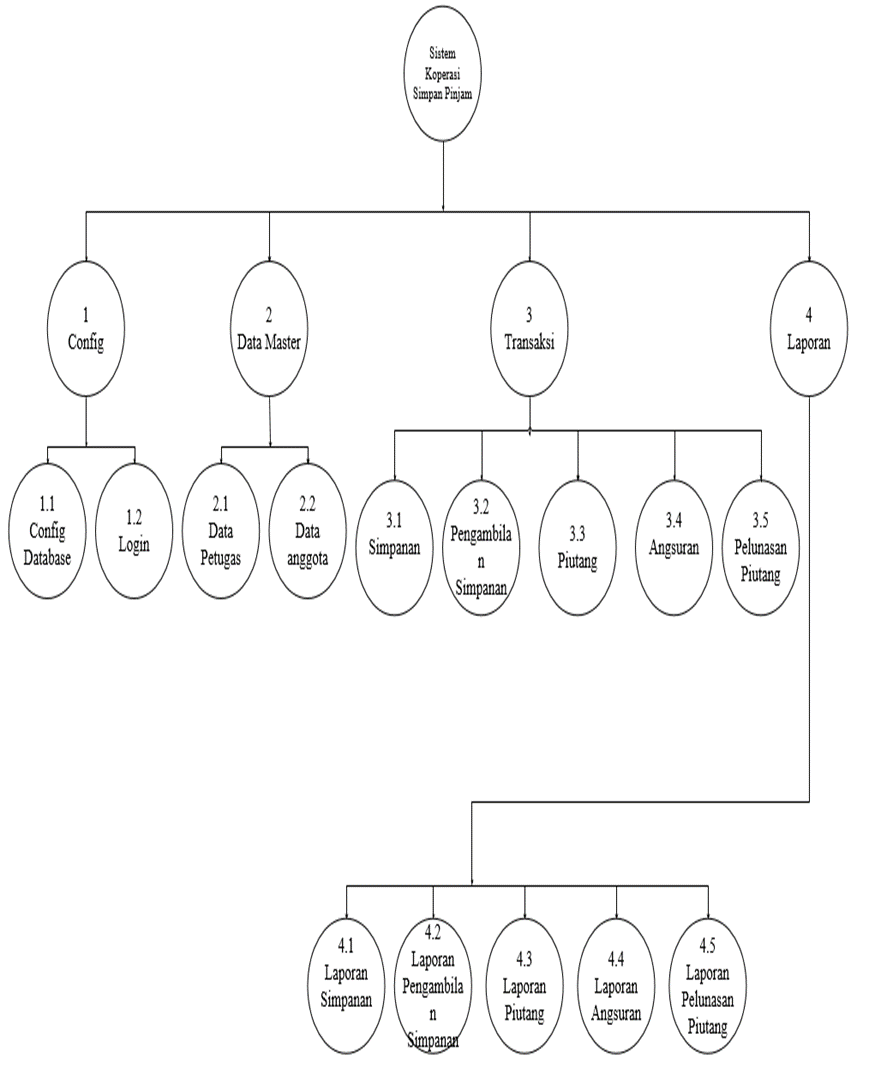 Sistem
Koperasi
Simpan Pinjam
1
Config
2
Data Master
3
Transaksi
4
Laporan
1.1
Config
Database
1.2
Login
2.1
Data
Petugas
2.2
Data
anggota
3.1
Simpanan
3.2
Pengambila
n
Simpanan
3.3
Piutang
3.4
Angsuran
3.5
Pelunasan
Piutang
4.1
Laporan
Simpanan
4.2
Laporan
Pengambila
n
Simpanan
4.3
Laporan
Piutang
4.4
Laporan
Angsuran
4.5
Laporan
Pelunasan
Piutang